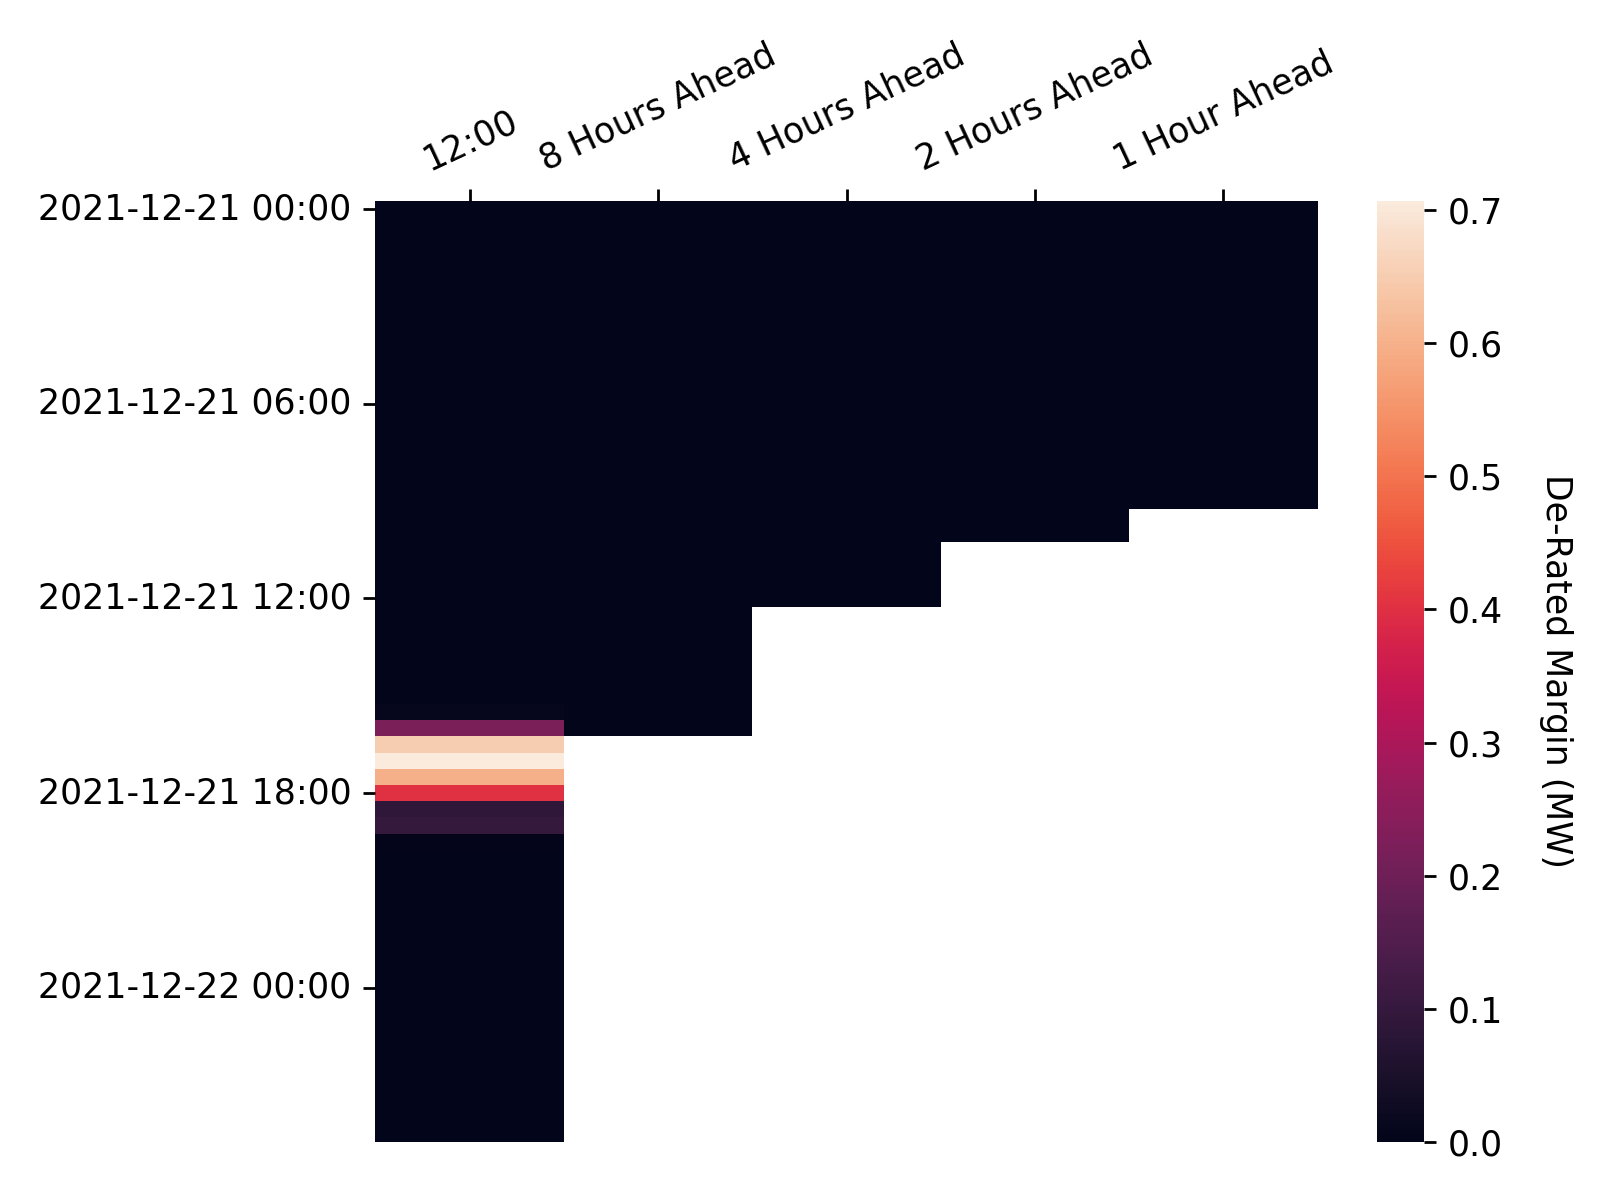 12:00
8 Hours Ahead
4 Hours Ahead
2 Hours Ahead
1 Hour Ahead
2021-12-21 00:00
2021-12-21 06:00
2021-12-21 12:00
2021-12-21 18:00
2021-12-22 00:00
0.7
0.6
0.5
0.4
0.3
0.2
0.1
0.0
De-Rated Margin (MW)